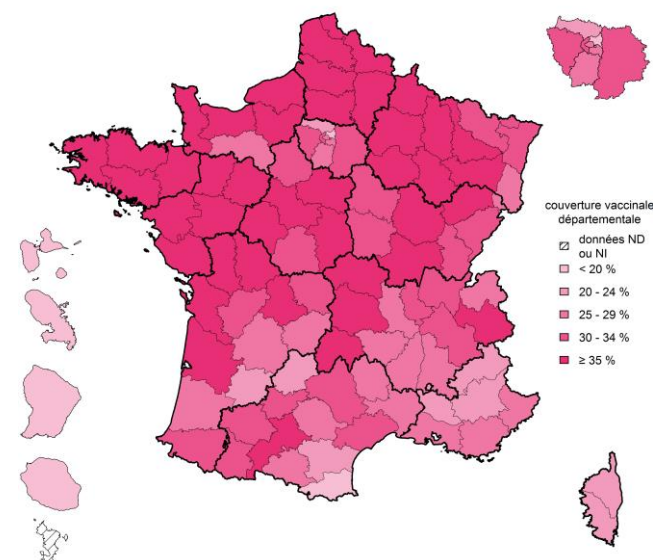 couverture vaccinale
départementale
données ND
ou NI
< 20 %
20 - 24 %
25 - 29 %
30 - 34 %
≥ 35 %